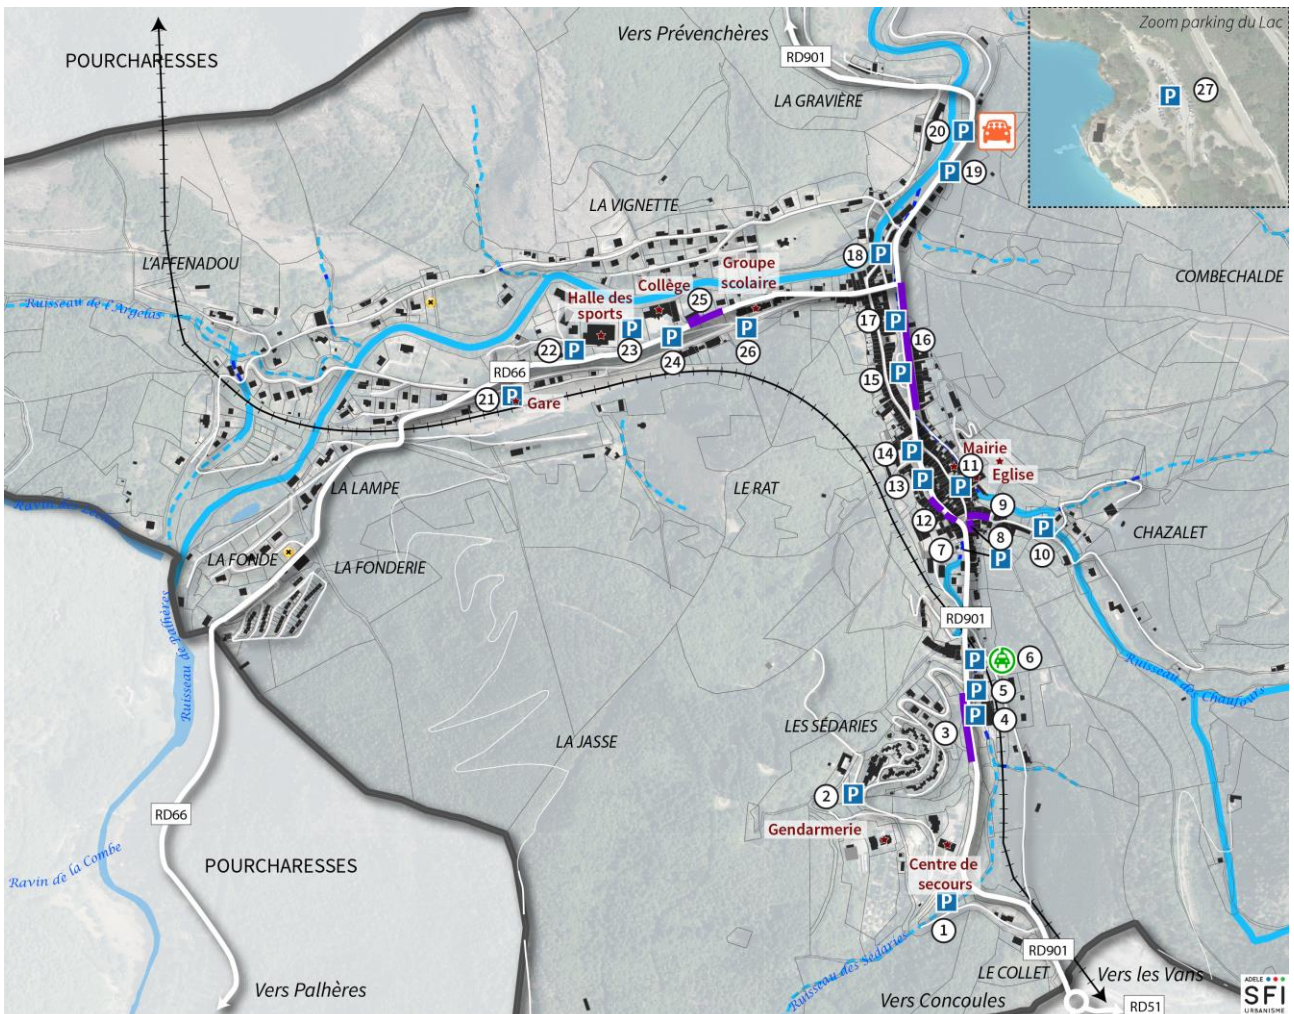 Vers Prévenchères
Zoom parking du Lac
POURCHARESSES
RD901
LA GRAVIÈRE
27
20
19
LA VIGNETTE
L'AFFENADOU
18
COMBECHALDE
Groupe
scolaire
Collège
25
Halle des
sports
Ruisseau de l'Argelas
17
16
22
23
24
26
RD66
15
21
Gare
14
Mairie
11
Eglise
LA LAMPE
LE RAT
13
9
12
8
CHAZALET
7
10
LA FONDE
LA FONDERIE
RD901
Ruisseau de Palhères
6
Ruisseau des Chaufours
5
4
LES SÉDARIES
3
LA JASSE
2
RD66
Gendarmerie
Ravin de la Combe
POURCHARESSES
Centre de
secours
1
Ruisseau des Sédaries
RD901
LE COLLET
Vers les Vans
Vers Palhères
Vers Concoules
RD51
ADELE
SFI
URBANISME